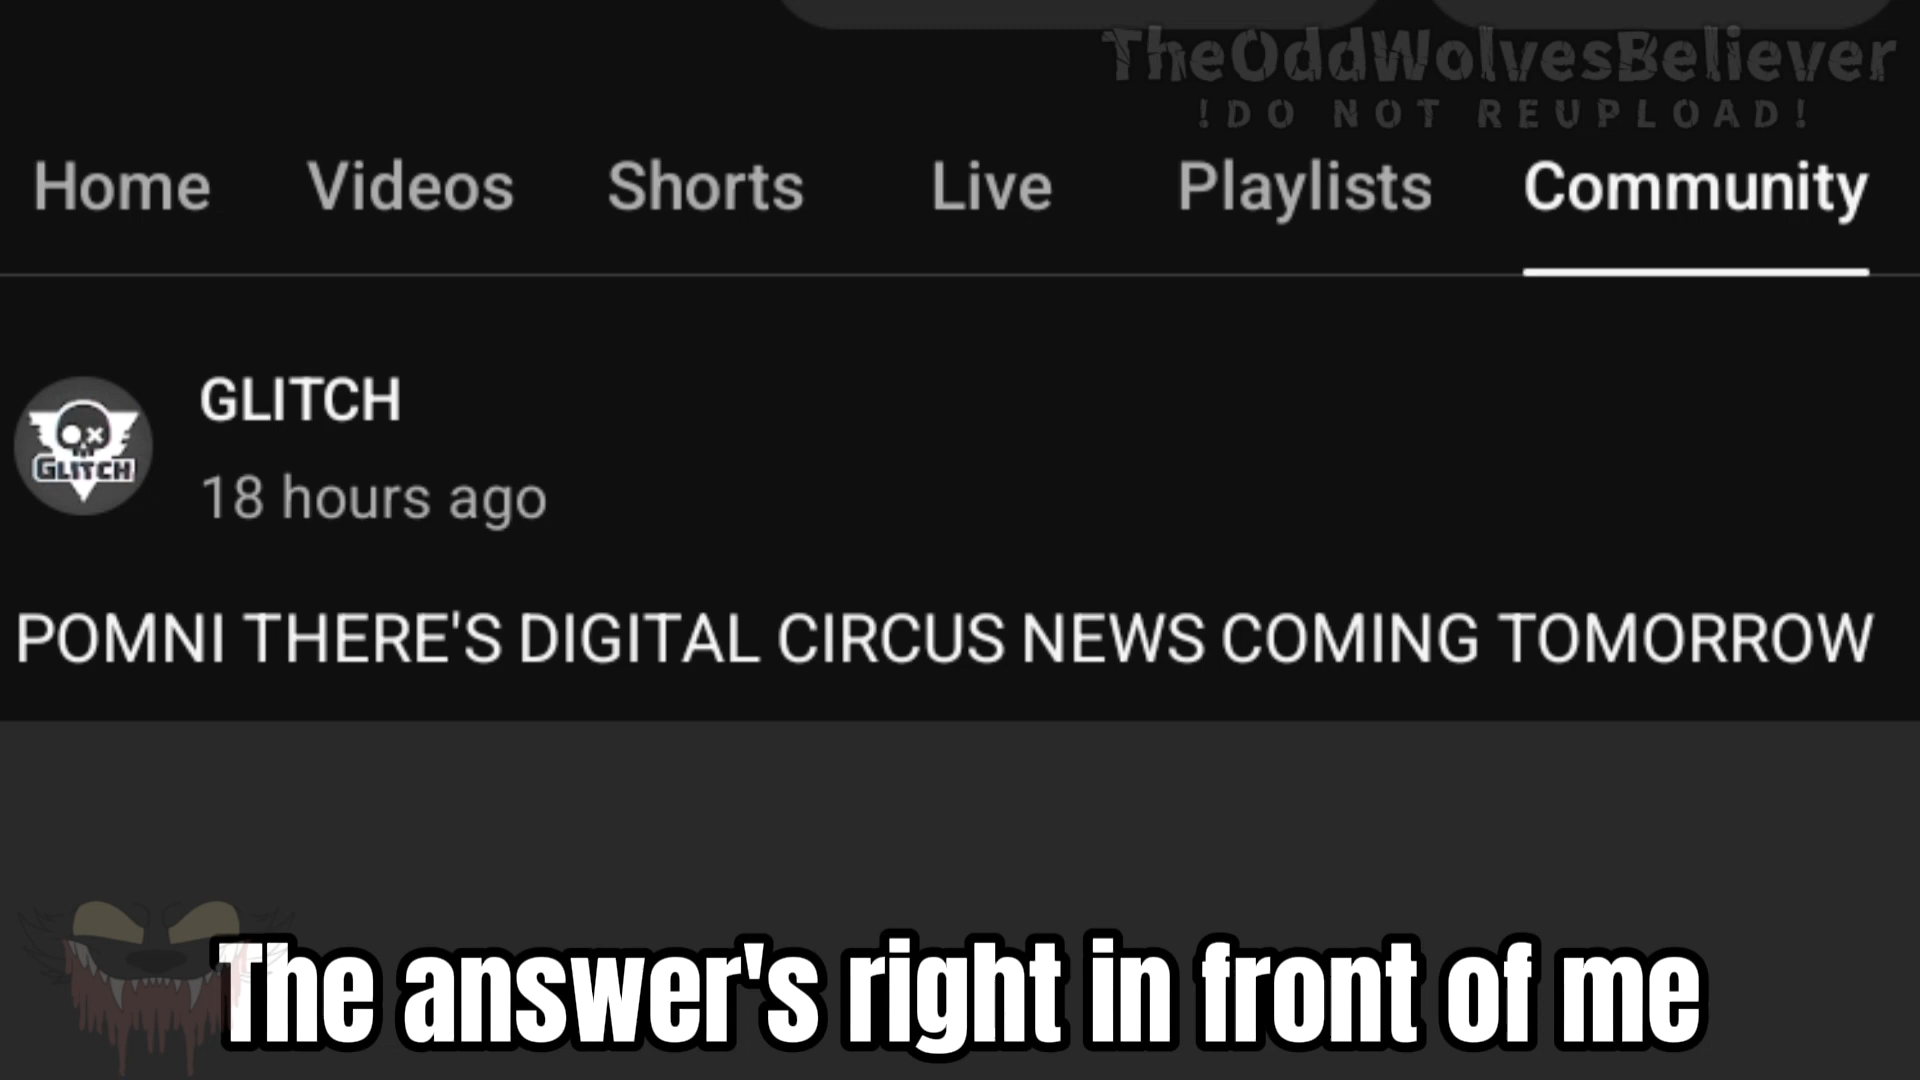 TheOddWolvesBeliever
!DO NOT REUPLOAD!
Home Videos Shorts Live Playlists Community
GLITCH
GLITCH
18 hours ago
POMNI THERE'S DIGITAL CIRCUS NEWS COMING TOMORROW
The answer's right in front of me